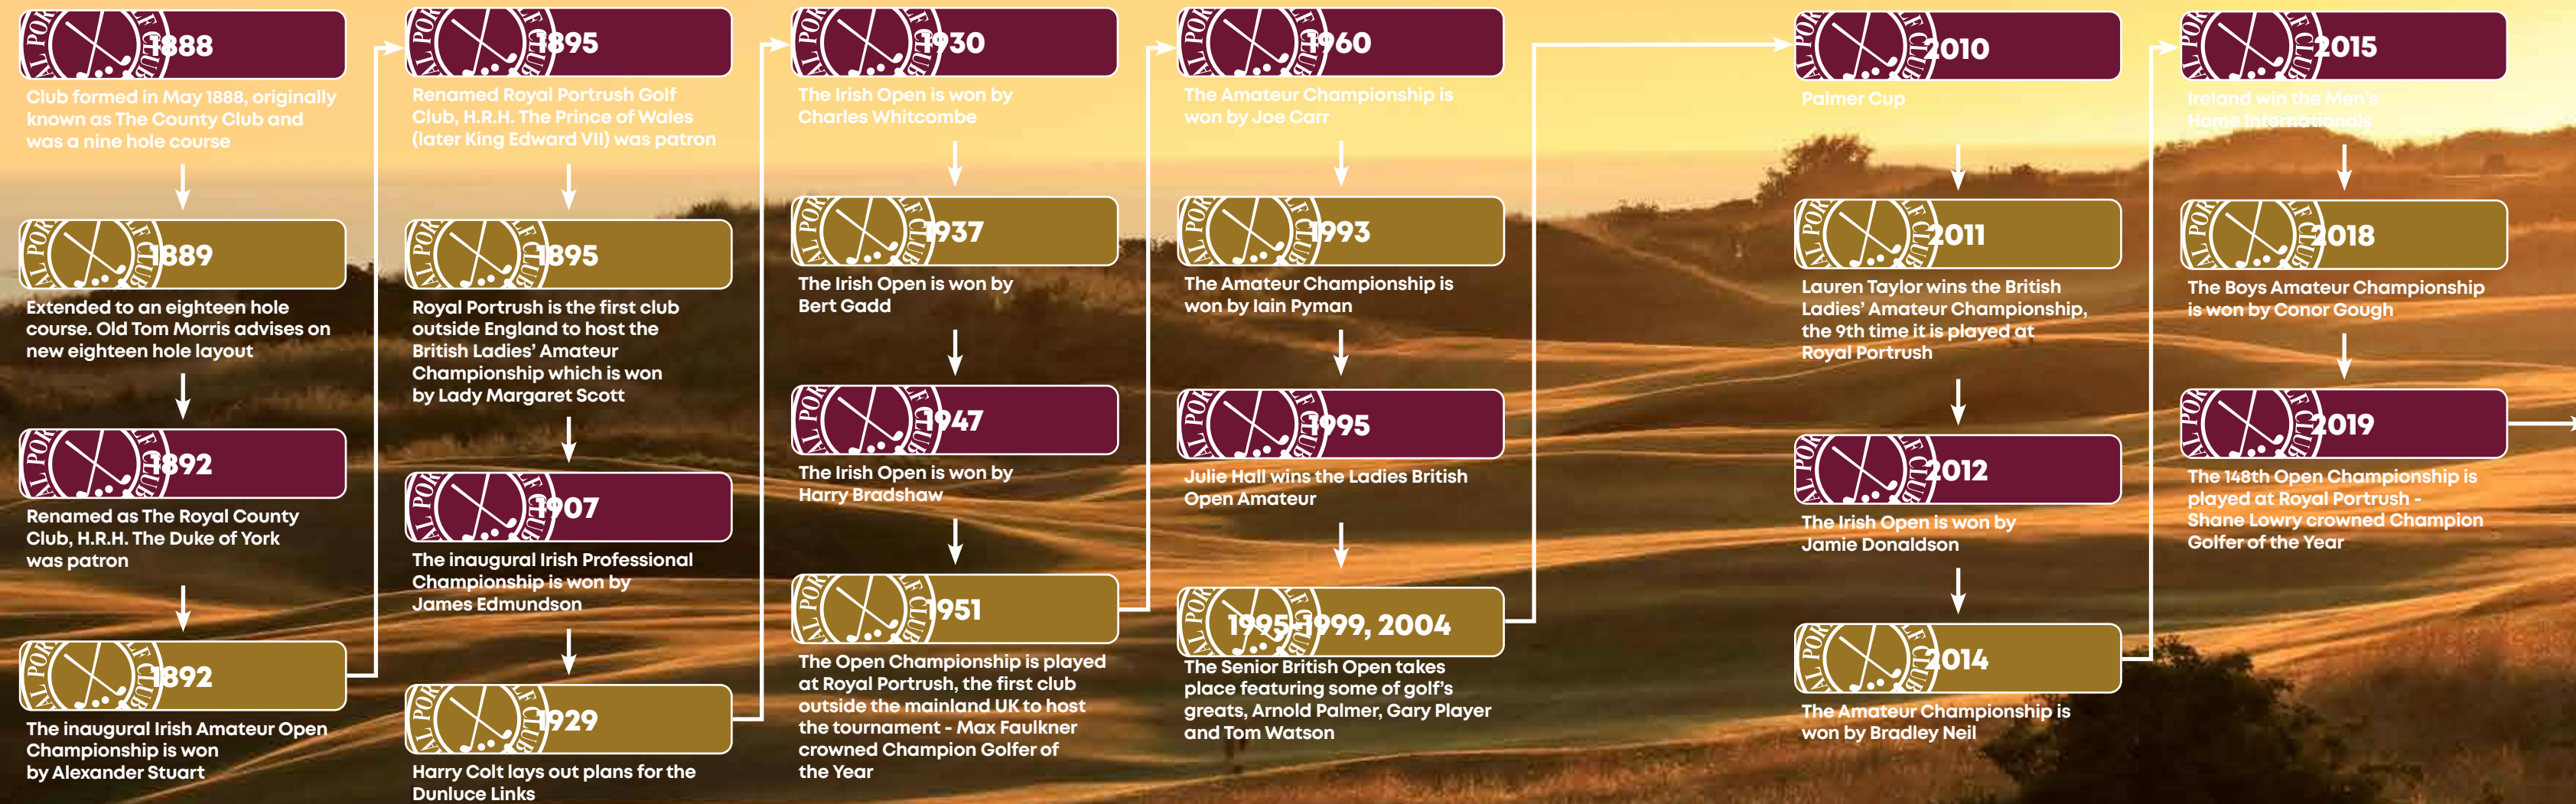 1888
Club formed in May 1888, originally
known as The County Club and
was a nine hole course
1889
Extended to an eighteen hole
course. Old Tom Morris advises on
new eighteen hole layout
1892
Renamed as The Royal County
Club, H.R.H. The Duke of York
was patron
1892
The inaugural Irish Amateur Open
Championship is won
by Alexander Stuart
1895
Renamed Royal Portrush Golf
Club, H.R.H. The Prince of Wales
(later King Edward VII) was patron
1895
Royal Portrush is the first club
outside England to host the
British Ladies’ Amateur
Championship which is won
by Lady Margaret Scott
1907
The inaugural Irish Professional
Championship is won by
James Edmundson
1929
Harry Colt lays out plans for the
Dunluce Links
1930
The Irish Open is won by
Charles Whitcombe
1937
The Irish Open is won by
Bert Gadd
1947
The Irish Open is won by
Harry Bradshaw
1951
The Open Championship is played
at Royal Portrush, the first club
outside the mainland UK to host
the tournament - Max Faulkner
crowned Champion Golfer of
the Year
1960
The Amateur Championship is
won by Joe Carr
1993
The Amateur Championship is
won by Iain Pyman
1995
Julie Hall wins the Ladies British
Open Amateur
1995-1999, 2004
The Senior British Open takes
place featuring some of golf’s
greats, Arnold Palmer, Gary Player
and Tom Watson
2010
Palmer Cup
2011
Lauren Taylor wins the British
Ladies’ Amateur Championship,
the 9th time it is played at
Royal Portrush
2012
The Irish Open is won by
Jamie Donaldson
2014
The Amateur Championship is
won by Bradley Neil
2015
Ireland win the Men’s
Home Internationals
2018
The Boys Amateur Championship
is won by Conor Gough
2019
The 148th Open Championship is
played at Royal Portrush -
Shane Lowry crowned Champion
Golfer of the Year